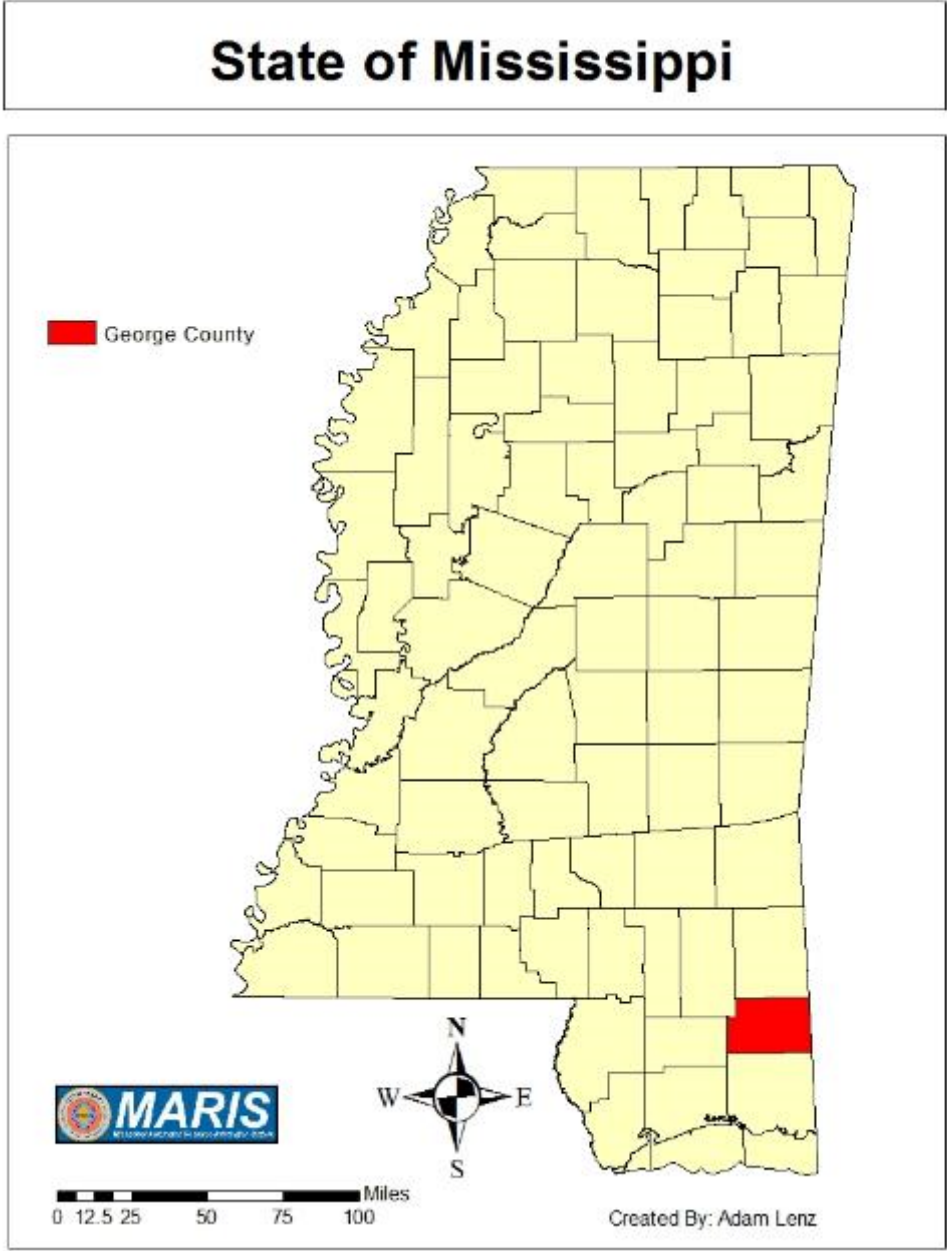 State of Mississippi
George County
N
W E
S
MARIS
Miles
0 12.5 25 50 75 100
Created By: Adam Lenz